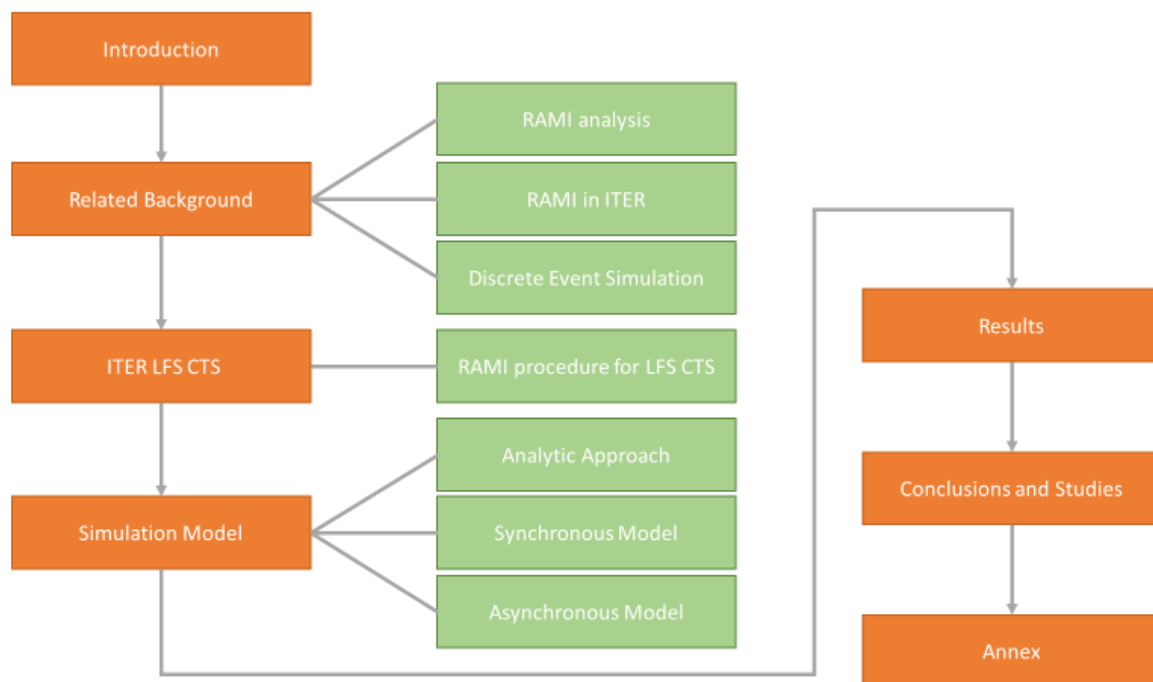 Introduction
Related Background
RAMI analysis
RAMI in ITER
Discrete Event Simulation
ITER LFS CTS
RAMI procedure for LFS CTS
Simulation Model
Analytic Approach
Synchronous Model
Asynchronous Model
Results
Conclusions and Studies
Annex